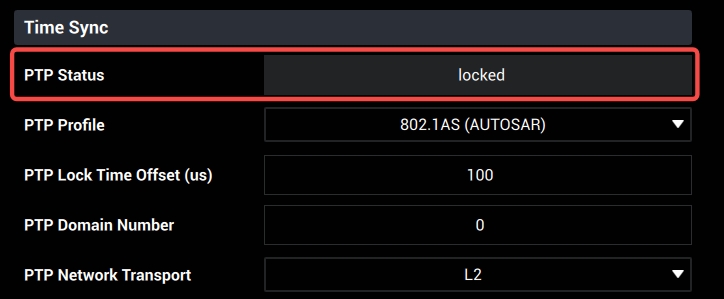 Time Sync
PTP Status locked
PTP Profile 802.1AS (AUTOSAR)
PTP Lock Time Offset (us) 100
PTP Domain Number 0
PTP Network Transport L2